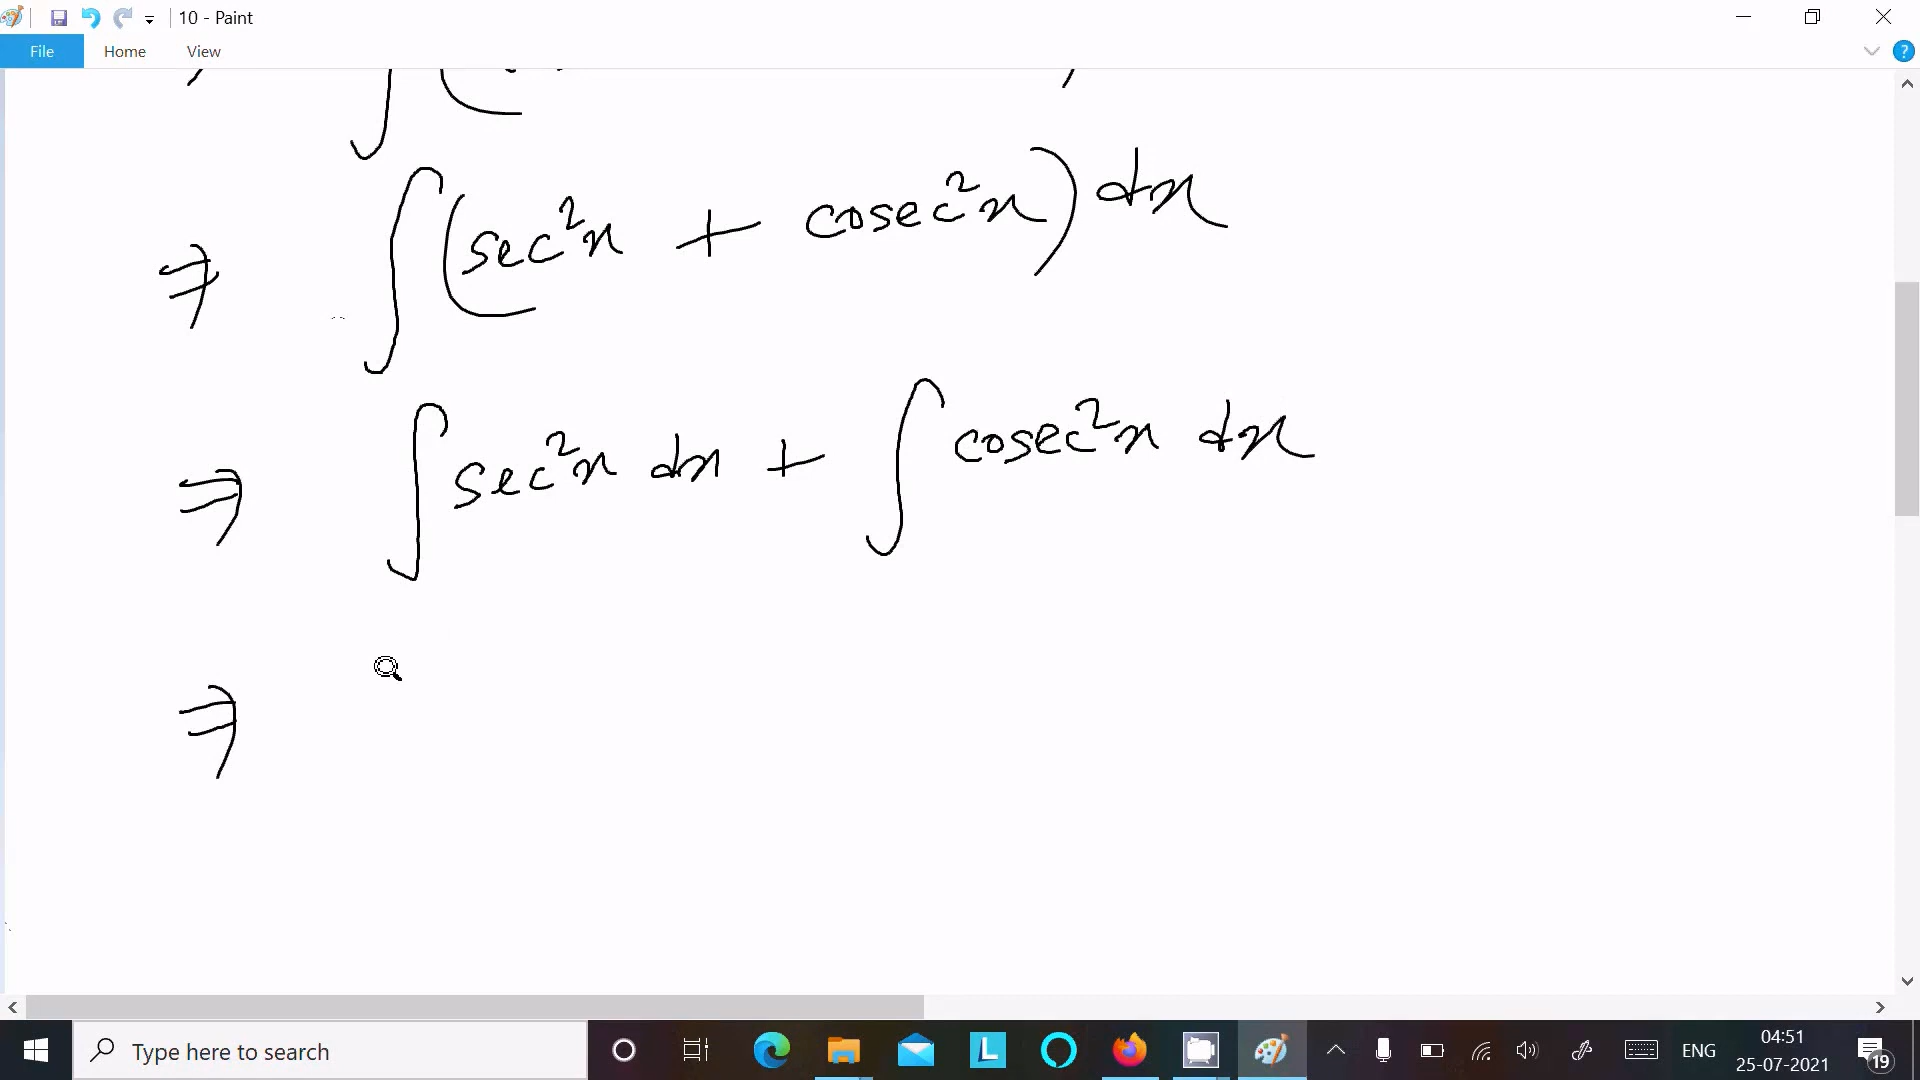 10 - Paint
File Home View
⇒ ∫(sec²x + cosec²x) dx
⇒ ∫sec²x dx + ∫cosec²x dx
⇒
Type here to search
ENG
04:51
25-07-2021
19